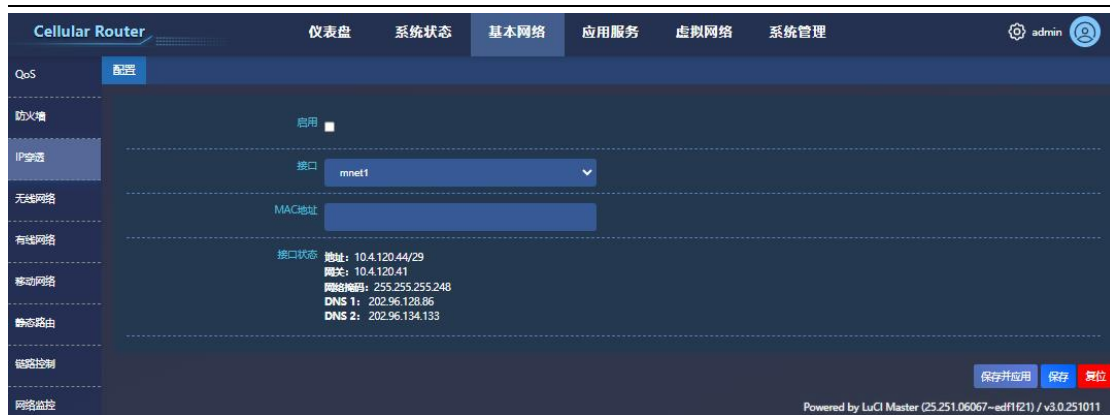 Cellular Router 仪表盘 系统状态 基本网络 应用服务 虚拟网络 系统管理 admin
QoS
配置
防火墙
启用
IP穿透
接口 mnet1
无线网络
MAC地址
有线网络
接口状态 地址: 10.4.120.44/29
网关: 10.4.120.41
移动网络
网络掩码: 255.255.255.248
DNS 1: 202.96.128.86
DNS 2: 202.96.134.133
静态路由
链路控制
保存并应用 保存 复位
网络监控
Powered by LuCI Master (25.251.06067~edf1f21) / v3.0.251011